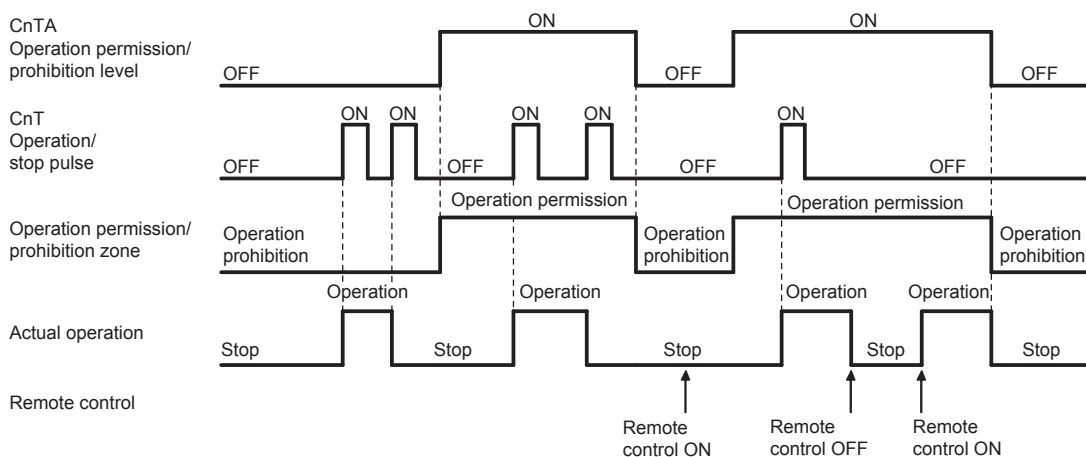 CnTA
Operation permission/
prohibition level
ON
ON
OFF
OFF
OFF
CnT
Operation/
stop pulse
ON
ON
ON
ON
ON
OFF
OFF
OFF
OFF
Operation permission/
prohibition zone
Operation permission
Operation permission
Operation
prohibition
Operation
prohibition
Operation
prohibition
Actual operation
Operation
Operation
Operation
Operation
Stop
Stop
Stop
Stop
Stop
Remote control
Remote
control ON
Remote
control OFF
Remote
control ON